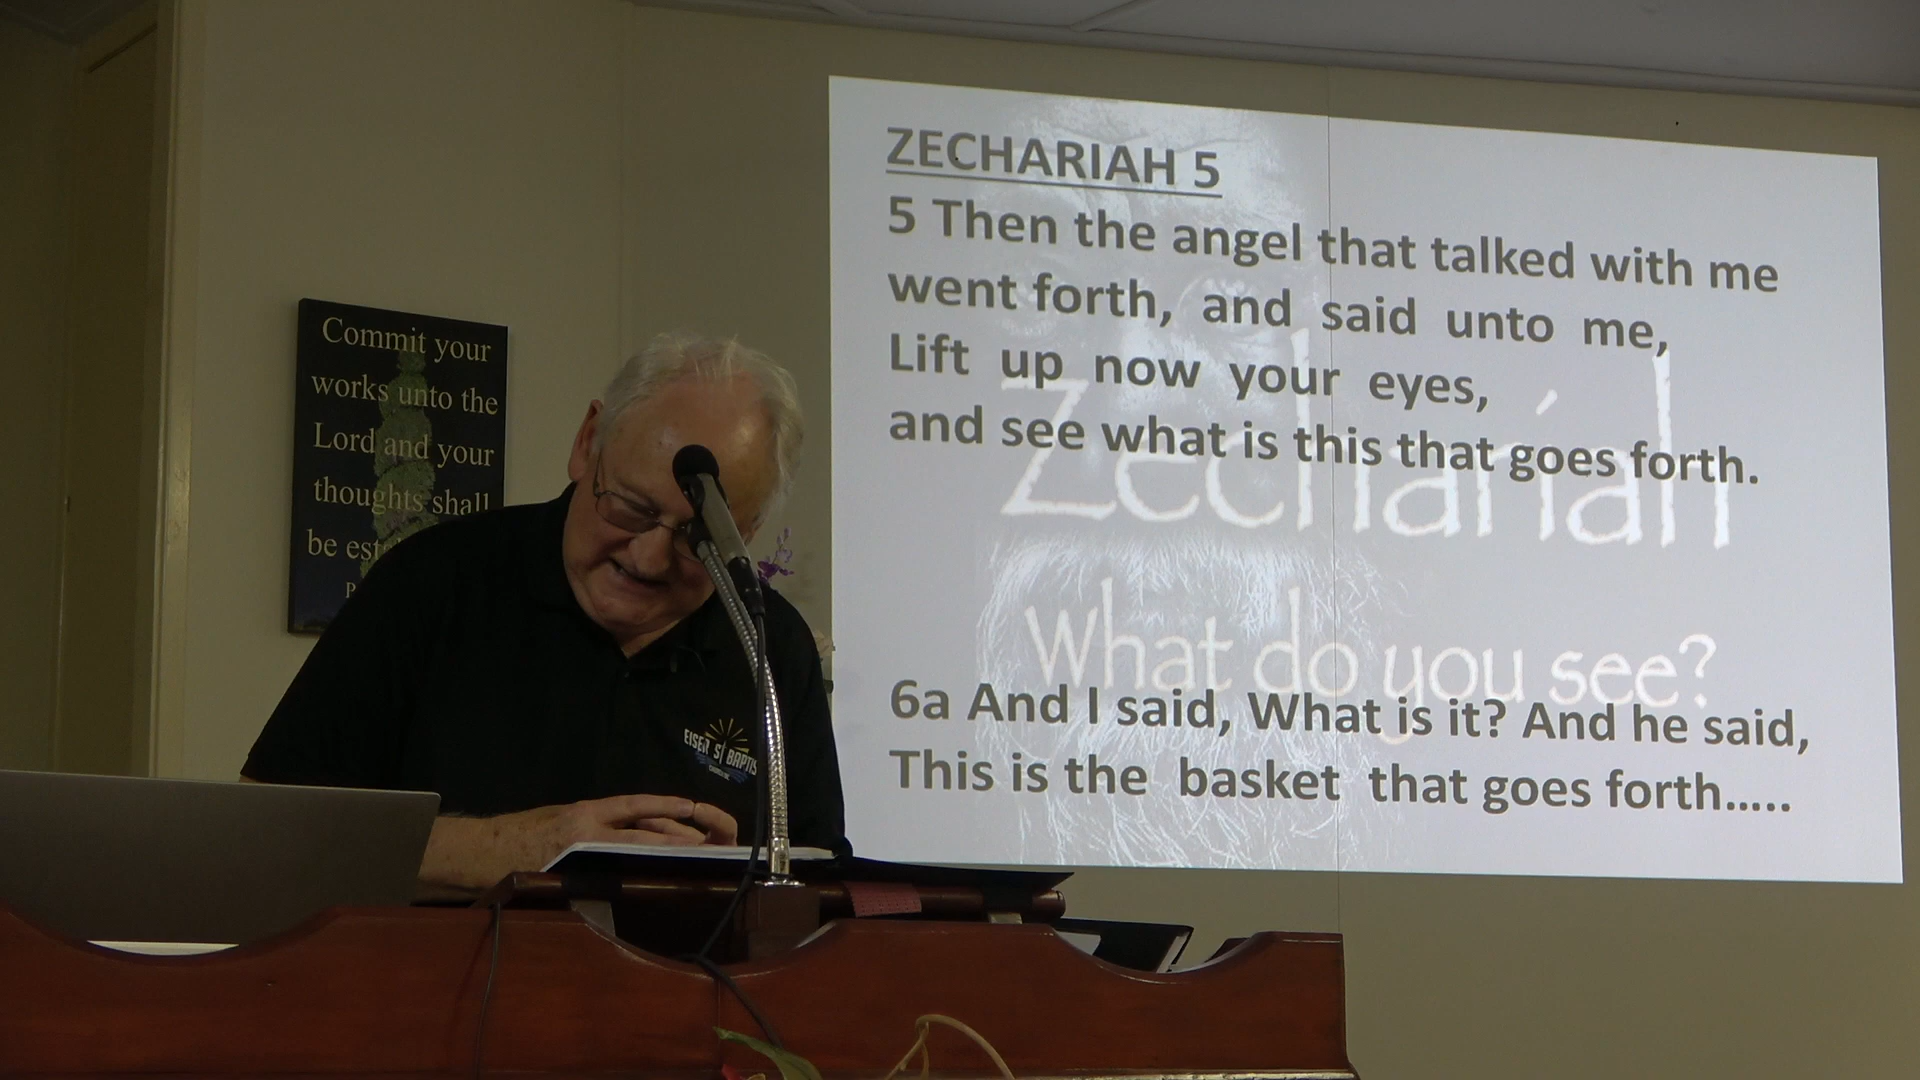 Commit your
works unto the
Lord and your
thoughts shall
be
ZECHARIAH 5
5 Then the angel that talked with me
went forth, and said unto me,
Lift up now your eyes,
and see what is this that goes forth.
Zechariah
What do you see?
6a And I said, What is it? And he said,
This is the basket that goes forth.....
ST BAPTIS